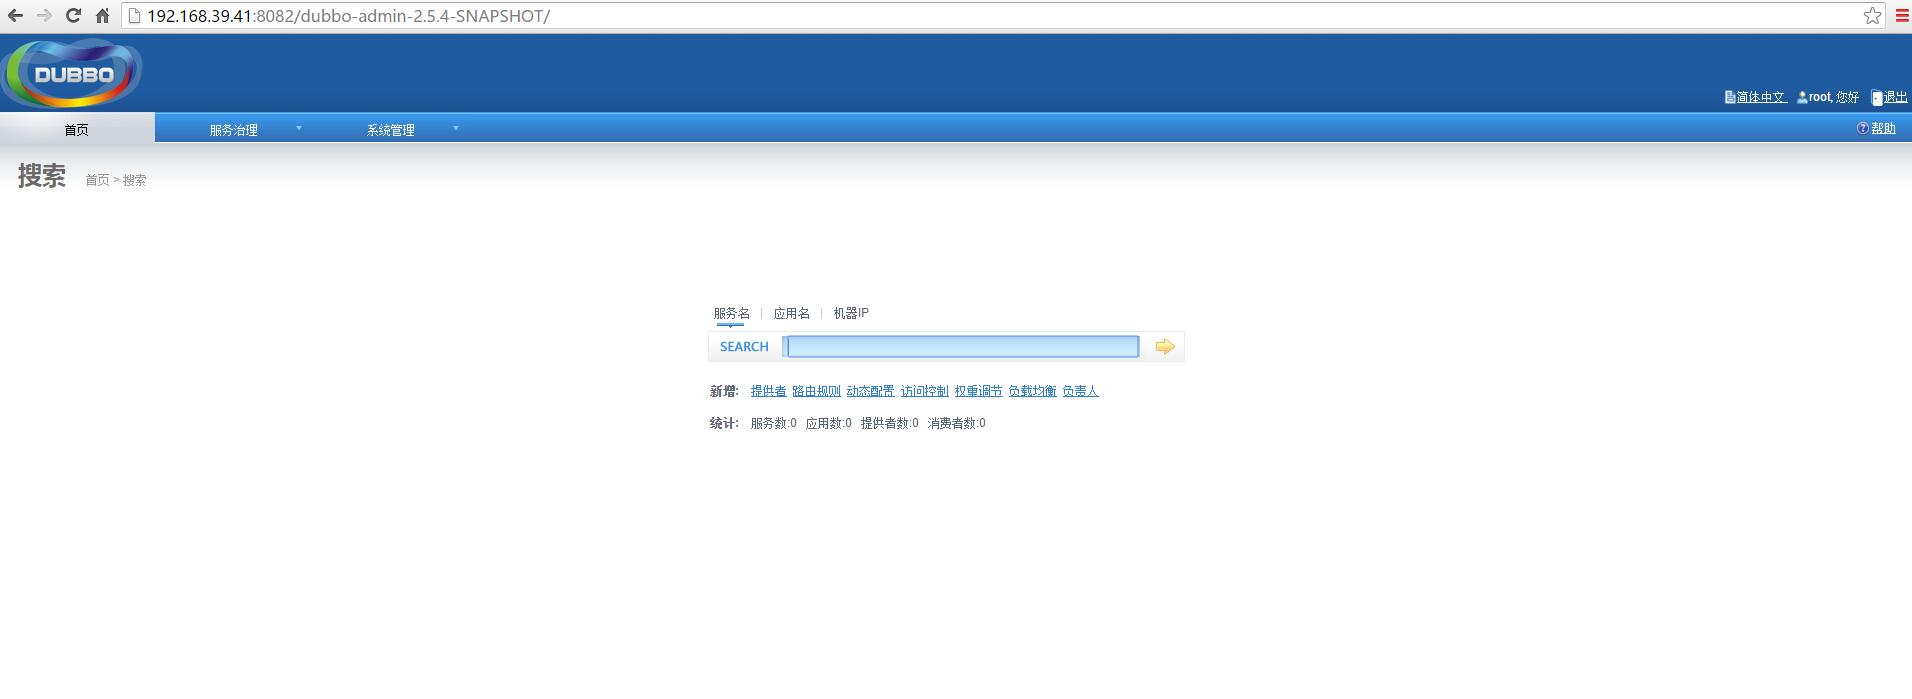 192.168.39.41:8082/dubbo-admin-2.5.4-SNAPSHOT/
DUBBO
简体中文 root, 您好 退出
首页 服务治理 系统管理 帮助
搜索 首页 > 搜索
服务名 | 应用名 | 机器IP
SEARCH
新增: 提供者 路由规则 动态配置 访问控制 权重调节 负载均衡 负责人
统计: 服务数:0 应用数:0 提供者数:0 消费者数:0